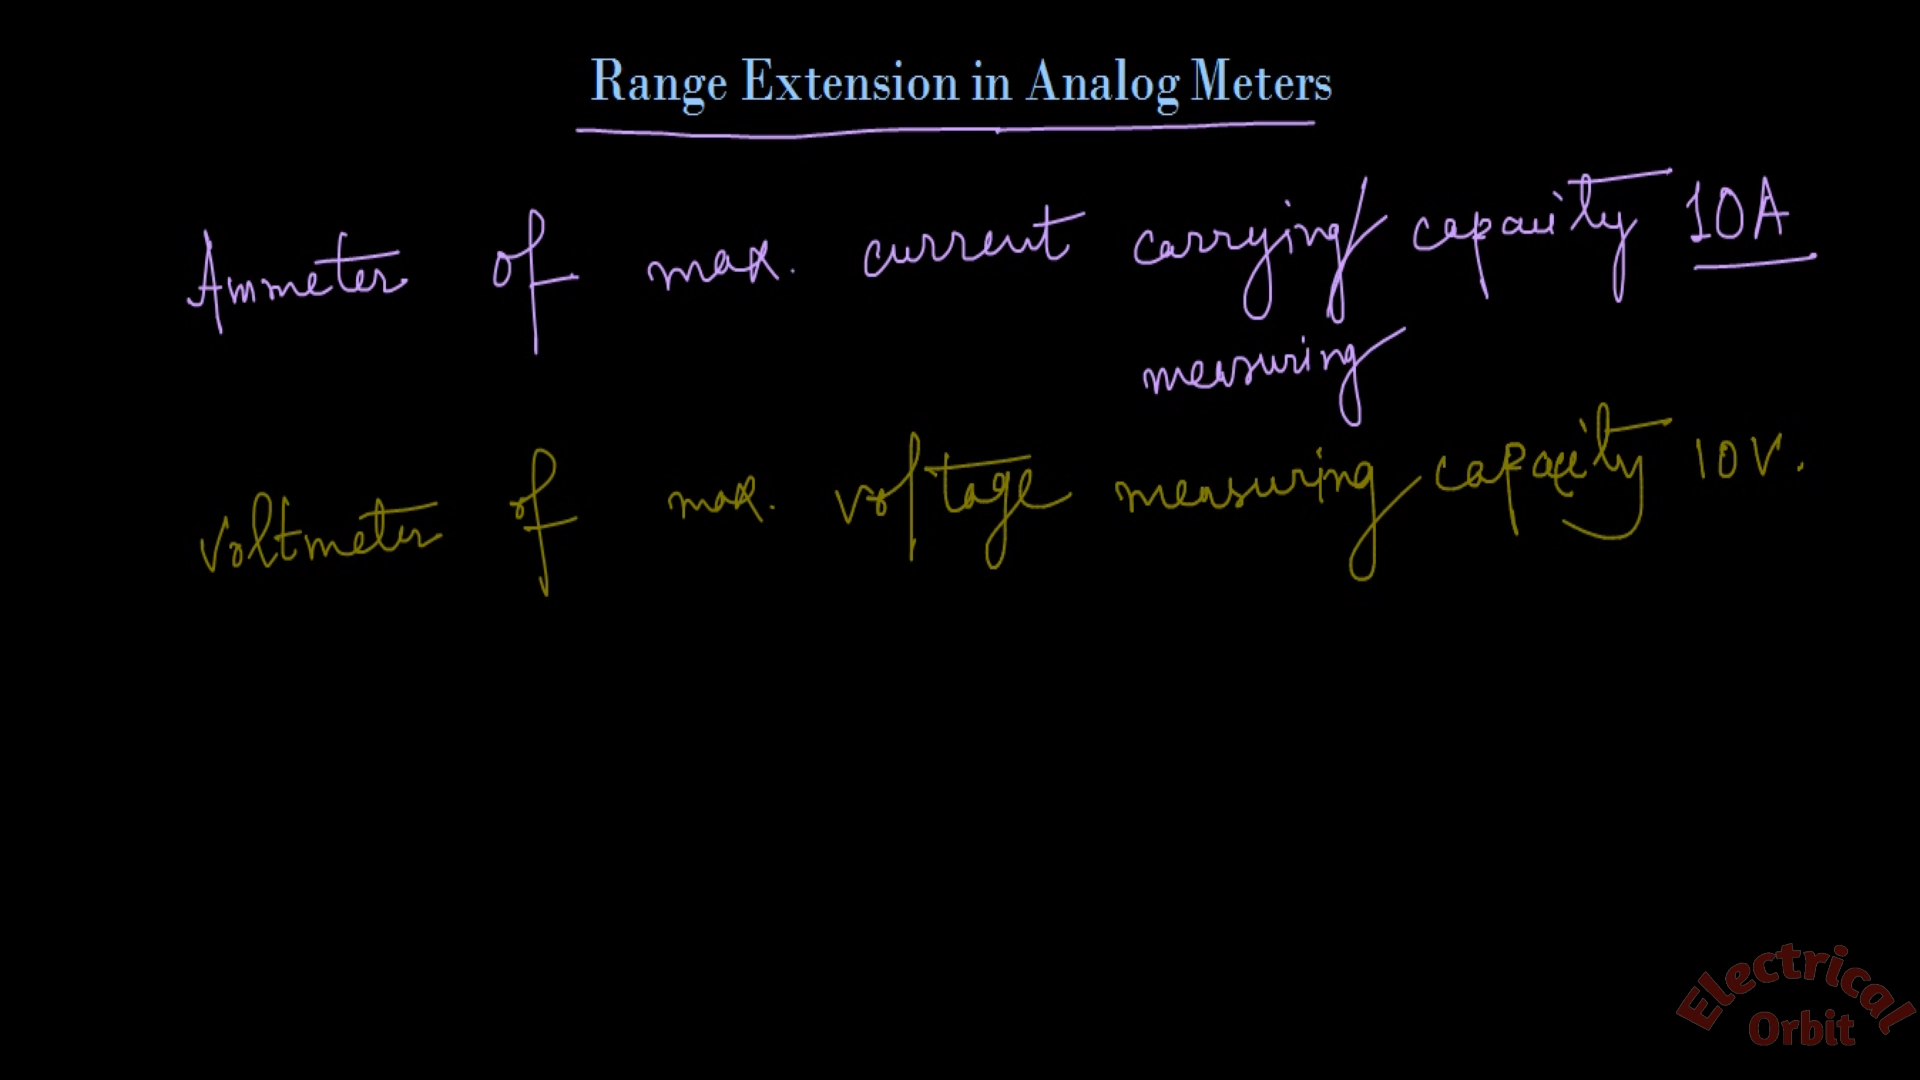 Range Extension in Analog Meters
Ammeter of max. current carrying/ capacity 10A
measuring
Voltmeter of max. voltage measuring capacity 10V.
Electrical
Orbit